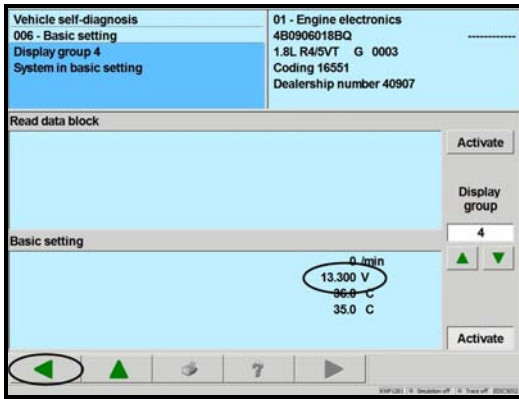 Vehicle self-diagnosis
006 - Basic setting
Display group 4
System in basic setting
01 - Engine electronics
4B0906018BQ ------------
1.8L R4/5VT G 0003
Coding 16551
Dealership number 40907
Read data block
Activate
Display
group
4
Basic setting
0 /min
13.300 V
36.0 C
35.0 C
Activate
?